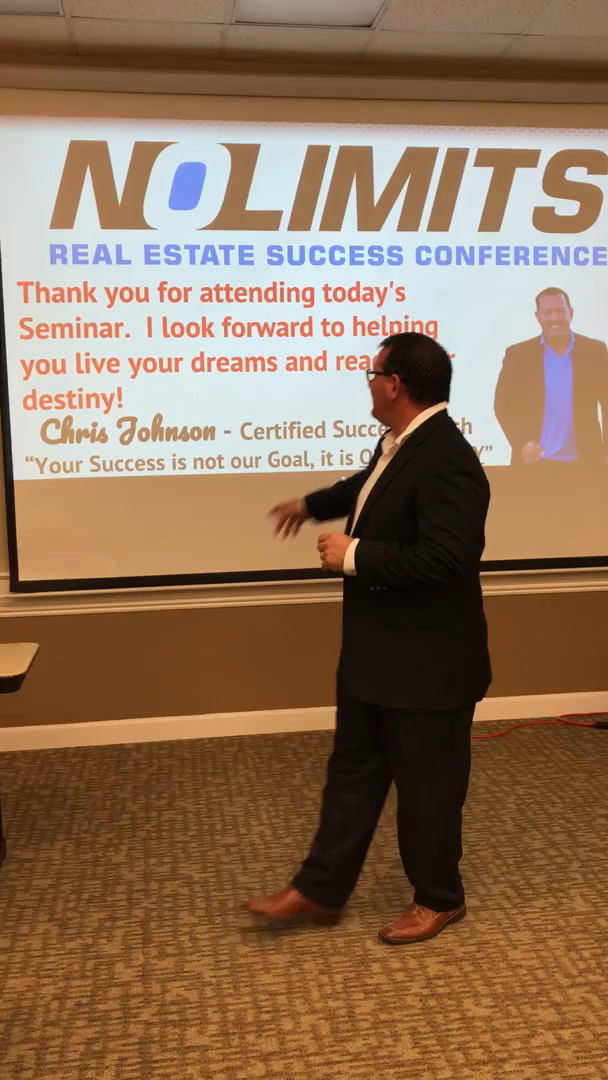 NOLIMITS
REAL ESTATE SUCCESS CONFERENCE
Thank you for attending today's
Seminar. I look forward to helping
you live your dreams and
destiny!
Chris Johnson - Certified
"Your Success is not our Goal, it is